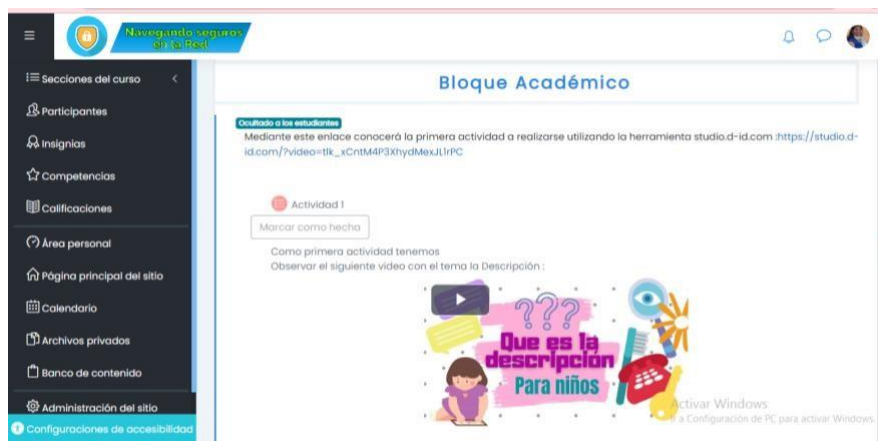 Navegando seguros
en la Red
Secciones del curso
Participantes
Insignias
Competencias
Calificaciones
Área personal
Página principal del sitio
Calendario
Archivos privados
Banco de contenido
Administración del sitio
Configuraciones de accesibilidad
Bloque Académico
Ocultado a los estudiantes
Mediante este enlace conocerá la primera actividad a realizarse utilizando la herramienta studio.d-id.com :https://studio.d-
id.com/?video=tlk_xCntM4P3XhydMexJL1rPC
Actividad 1
Marcar como hecha
Como primera actividad tenemos
Observar el siguiente video con el tema la Descripción :
???
Que es la
descripción
Para niños
Activar Windows
Ir a Configuración de PC para activar Windows.